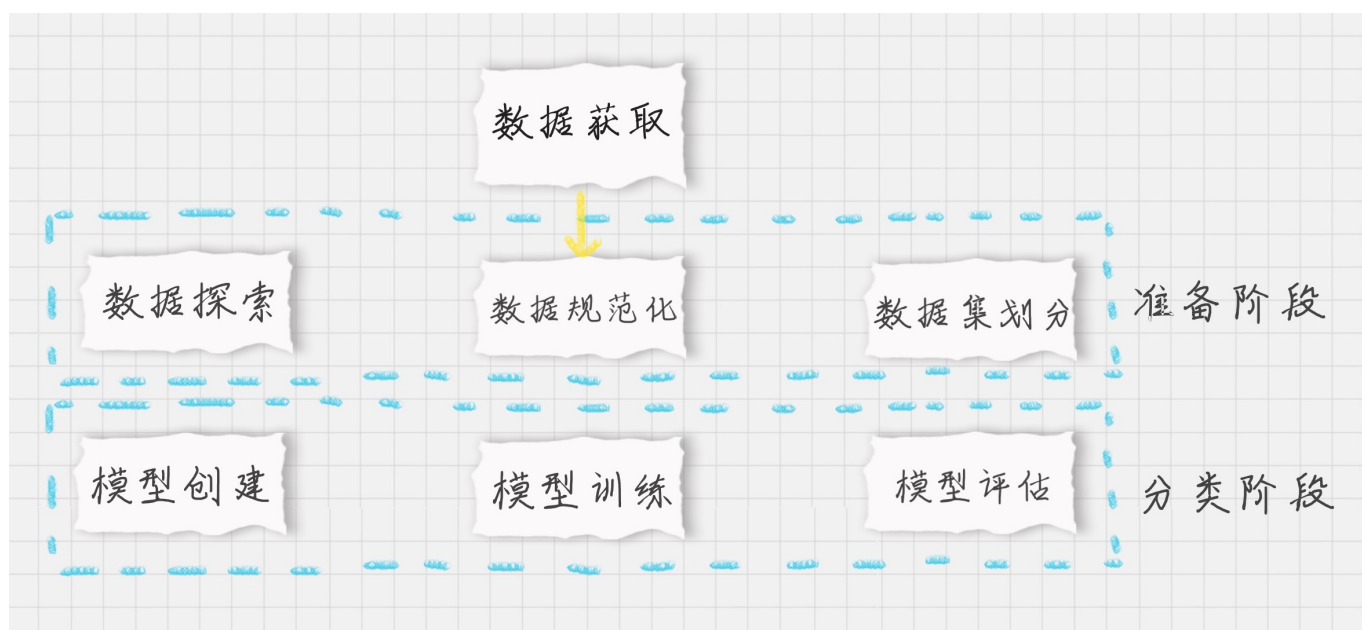 数据获取
数据探索
数据规范化
数据集划分
准备阶段
模型创建
模型训练
模型评估
分类阶段